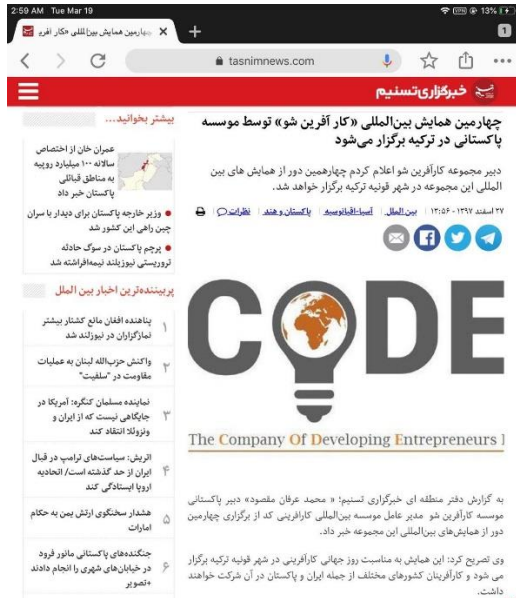 2:59 AM Tue Mar 19
13%
چهارمین همایش بین‌المللی «کار آفرین
1
tasnimnews.com
خبرگزاری تسنیم
چهارمین همایش بین‌المللی «کار آفرین شو» توسط موسسه
پاکستانی در ترکیه برگزار می‌شود
دبیر مجموعه کارآفرین شو اعلام کردم چهارهمین دور از همایش های بین
المللی این مجموعه در شهر قونیه ترکیه برگزار خواهد شد.
۲۷ اسفند ۱۳۹۷ - ۱۲:۵۶ بین الملل آسیا-اقیانوسیه پاکستان و هند نظرات
CODE
The Company Of Developing Entrepreneurs
به گزارش دفتر منطقه ای خبرگزاری تسنیم؛ « محمد عرفان مقصود» دبیر پاکستانی
موسسه کارآفرین شو مدیر عامل موسسه بین‌المللی کارافرینی کد از برگزاری چهارمین
دور از همایش‌های بین‌المللی این مجموعه خبر داد.
وی تصریح کرد: این همایش به مناسبت روز جهانی کارآفرینی در شهر قونیه ترکیه برگزار
می شود و کارآفرینان کشورهای مختلف از جمله ایران و پاکستان در آن شرکت خواهند
داشت.
بیشتر بخوانید...
عمران خان از اختصاص
سالانه ۱۰۰ میلیارد روپیه
به مناطق قبائلی
پاکستان خبر داد
وزیر خارجه پاکستان برای دیدار با سران
چین راهی این کشور شد
پرچم پاکستان در سوگ حادثه
تروریستی نیوزیلند نیمه‌افراشته شد
پربیننده‌ترین اخبار بین الملل
۱ پناهنده افغان مانع کشتار بیشتر
نمازگزاران در نیوزلند شد
۲ واکنش حزب‌الله لبنان به عملیات
مقاومت در "سلفیت"
۳ نماینده مسلمان کنگره: آمریکا در
جایگاهی نیست که از ایران و
ونزوئلا انتقاد کند
۴ اتریش: سیاست‌های ترامپ در قبال
ایران از حد گذشته است/ اتحادیه
اروپا ایستادگی کند
۵ هشدار سخنگوی ارتش یمن به حکام
امارات
۶ جنگنده‌های پاکستانی مانور فرود
در خیابان‌های شهری را انجام دادند
+تصویر